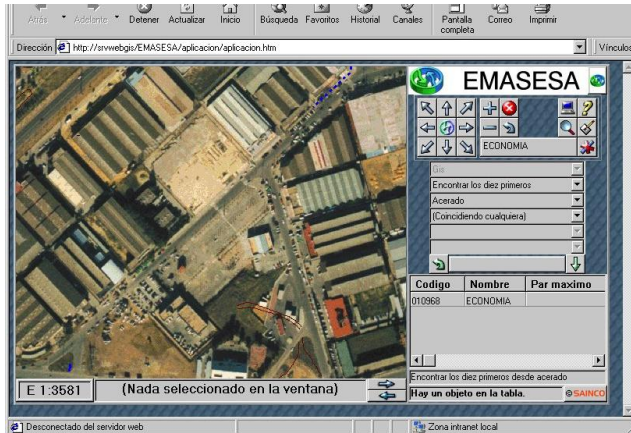 Atrás Adelante Detener Actualizar Inicio Búsqueda Favoritos Historial Canales Pantalla completa Correo Imprimir
Dirección http://srvwebgis/EMASESA/aplicacion/aplicacion.htm Vínculos
EMASESA
ECONOMIA
Gis
Encontrar los diez primeros
Acerado
(Coincidiendo cualquiera)
Codigo Nombre Par maximo
010968 ECONOMIA
Encontrar los diez primeros desde acerado
E 1:3581 (Nada seleccionado en la ventana) Hay un objeto en la tabla. ©SAINCO
Desconectado del servidor web Zona intranet local